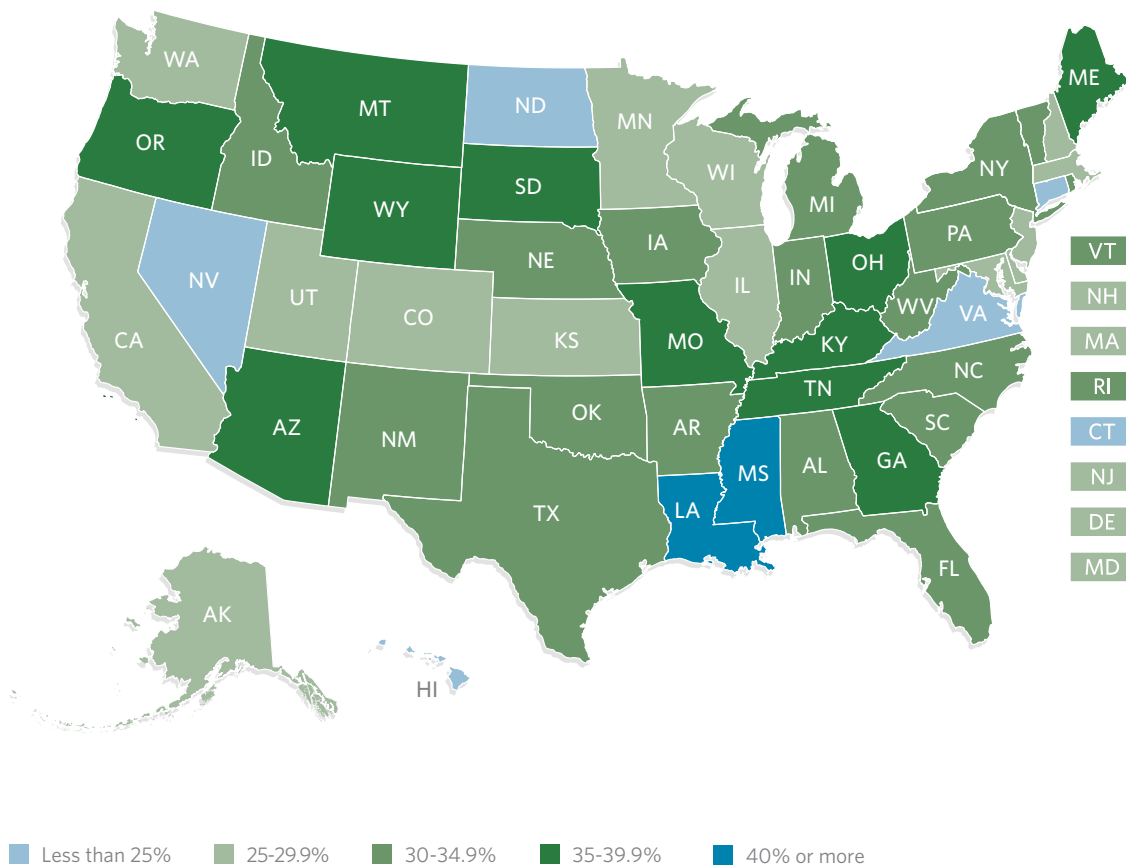 WA
MT
ND
MN
ME
OR
ID
WY
SD
WI
MI
NY
NE
IA
PA
NV
UT
CO
KS
IL
IN
OH
WV
VA
CA
MO
KY
NC
TN
AZ
NM
OK
AR
SC
MS
AL
GA
LA
TX
FL
AK
HI
VT
NH
MA
RI
CT
NJ
DE
MD
Less than 25%
25-29.9%
30-34.9%
35-39.9%
40% or more